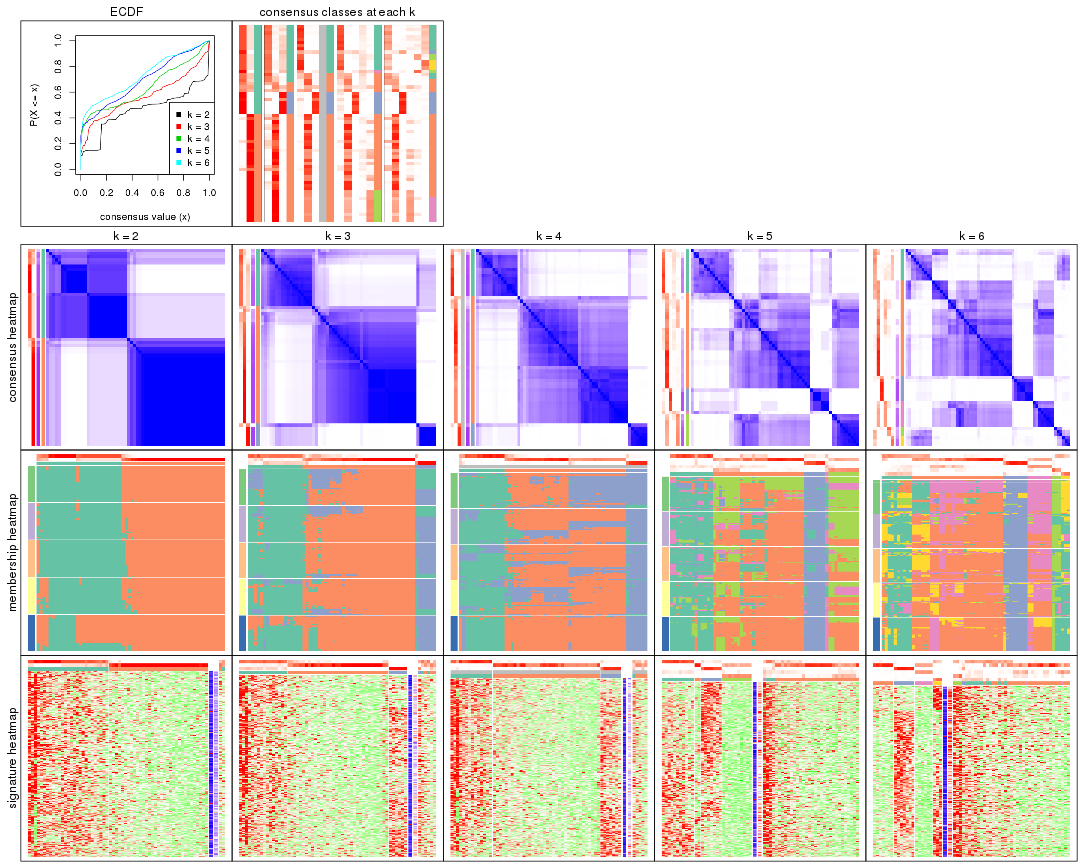 ECDF
consensus classes at each k
P(X <= x)
1.0
0.8
0.6
0.4
0.2
0.0
k = 2
k = 3
k = 4
k = 5
k = 6
0.0 0.2 0.4 0.6 0.8 1.0
consensus value (x)
k = 2 k = 3 k = 4 k = 5 k = 6
consensus heatmap
membership heatmap
signature heatmap